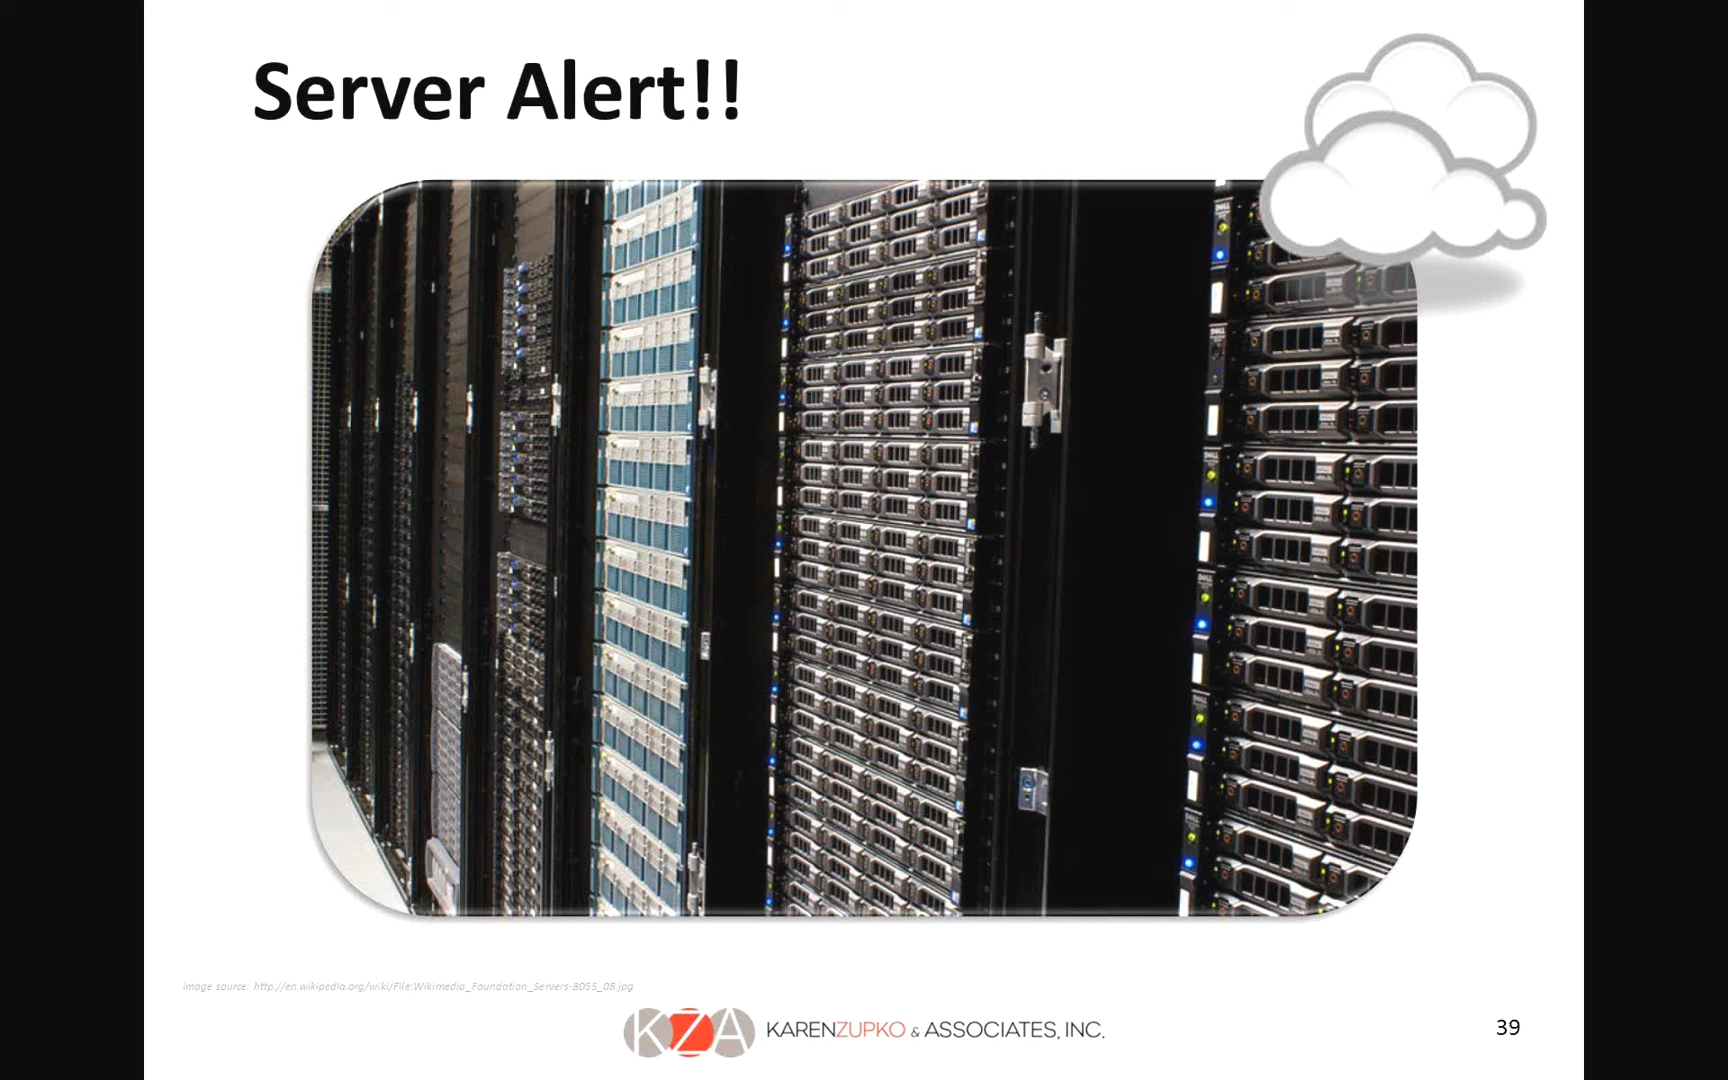 Server Alert!!
Image source: http://en.wikipedia.org/wiki/File:Wikimedia_Foundation_Servers-8055_08.jpg
KZA KARENZUPKO & ASSOCIATES, INC.
39